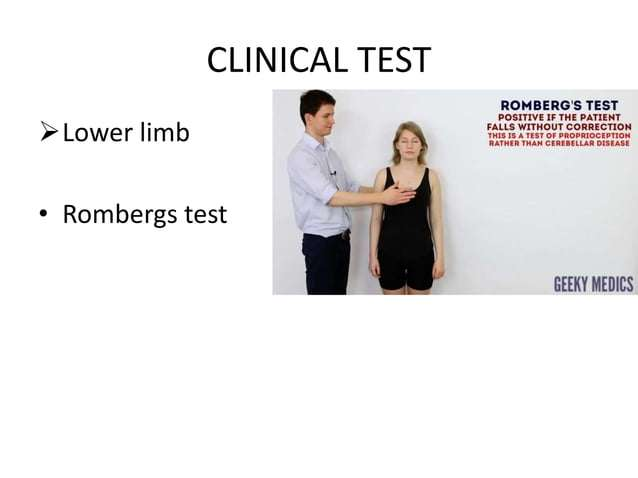 CLINICAL TEST
➢Lower limb
• Rombergs test
ROMBERG'S TEST
POSITIVE IF THE PATIENT
FALLS WITHOUT CORRECTION
THIS IS A TEST OF PROPRIOCEPTION
RATHER THAN CEREBELLAR DISEASE
GEEKY MEDICS